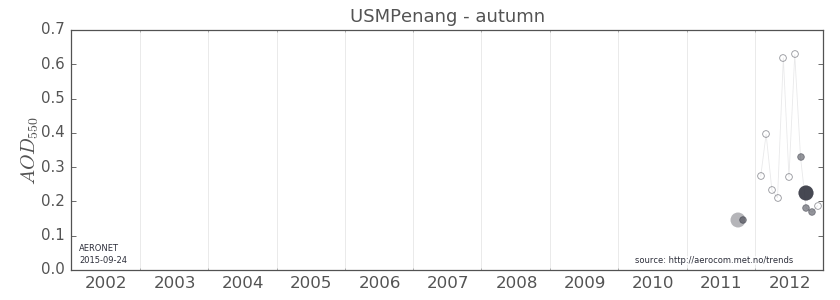 USMPenang - autumn
0.7
0.6
0.5
0.4
0.3
0.2
0.1
0.0
AOD550
AERONET
2015-09-24
source: http://aerocom.met.no/trends
2002 2003 2004 2005 2006 2007 2008 2009 2010 2011 2012